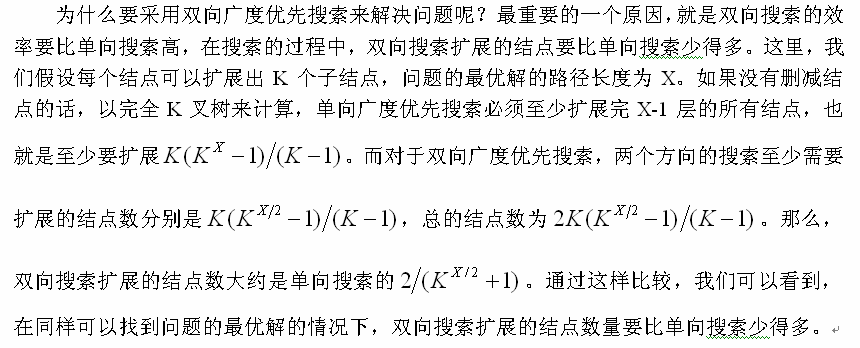 为什么要采用双向广度优先搜索来解决问题呢？最重要的一个原因，就是双向搜索的效
率要比单向搜索高，在搜索的过程中，双向搜索扩展的结点要比单向搜索少得多。这里，我
们假设每个结点可以扩展出 K 个子结点，问题的最优解的路径长度为 X。如果没有删减结
点的话，以完全 K 叉树来计算，单向广度优先搜索必须至少扩展完 X-1 层的所有结点，也
就是至少要扩展 K(K^X − 1)/(K − 1)。而对于双向广度优先搜索，两个方向的搜索至少需要
扩展的结点数分别是 K(K^{X/2} − 1)/(K − 1)，总的结点数为 2K(K^{X/2} − 1)/(K − 1)。那么，
双向搜索扩展的结点数大约是单向搜索的 2/(K^{X/2} + 1)。通过这样比较，我们可以看到，
在同样可以找到问题的最优解的情况下，双向搜索扩展的结点数量要比单向搜索少得多。